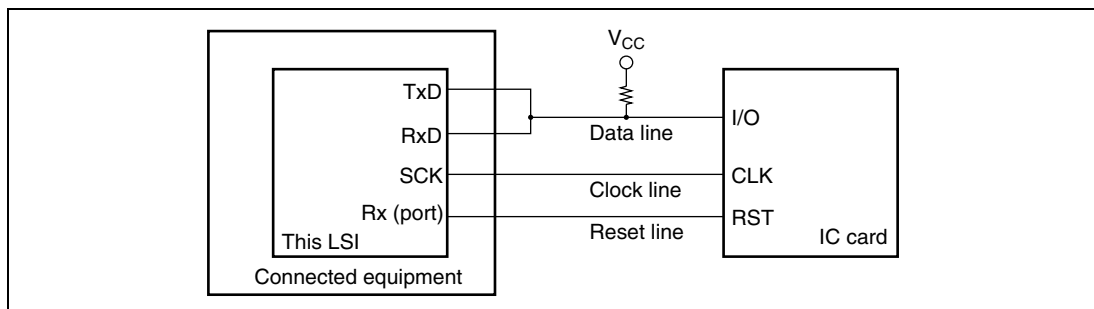 VCC
TxD
RxD
SCK
Rx (port)
This LSI
Connected equipment
Data line
Clock line
Reset line
I/O
CLK
RST
IC card